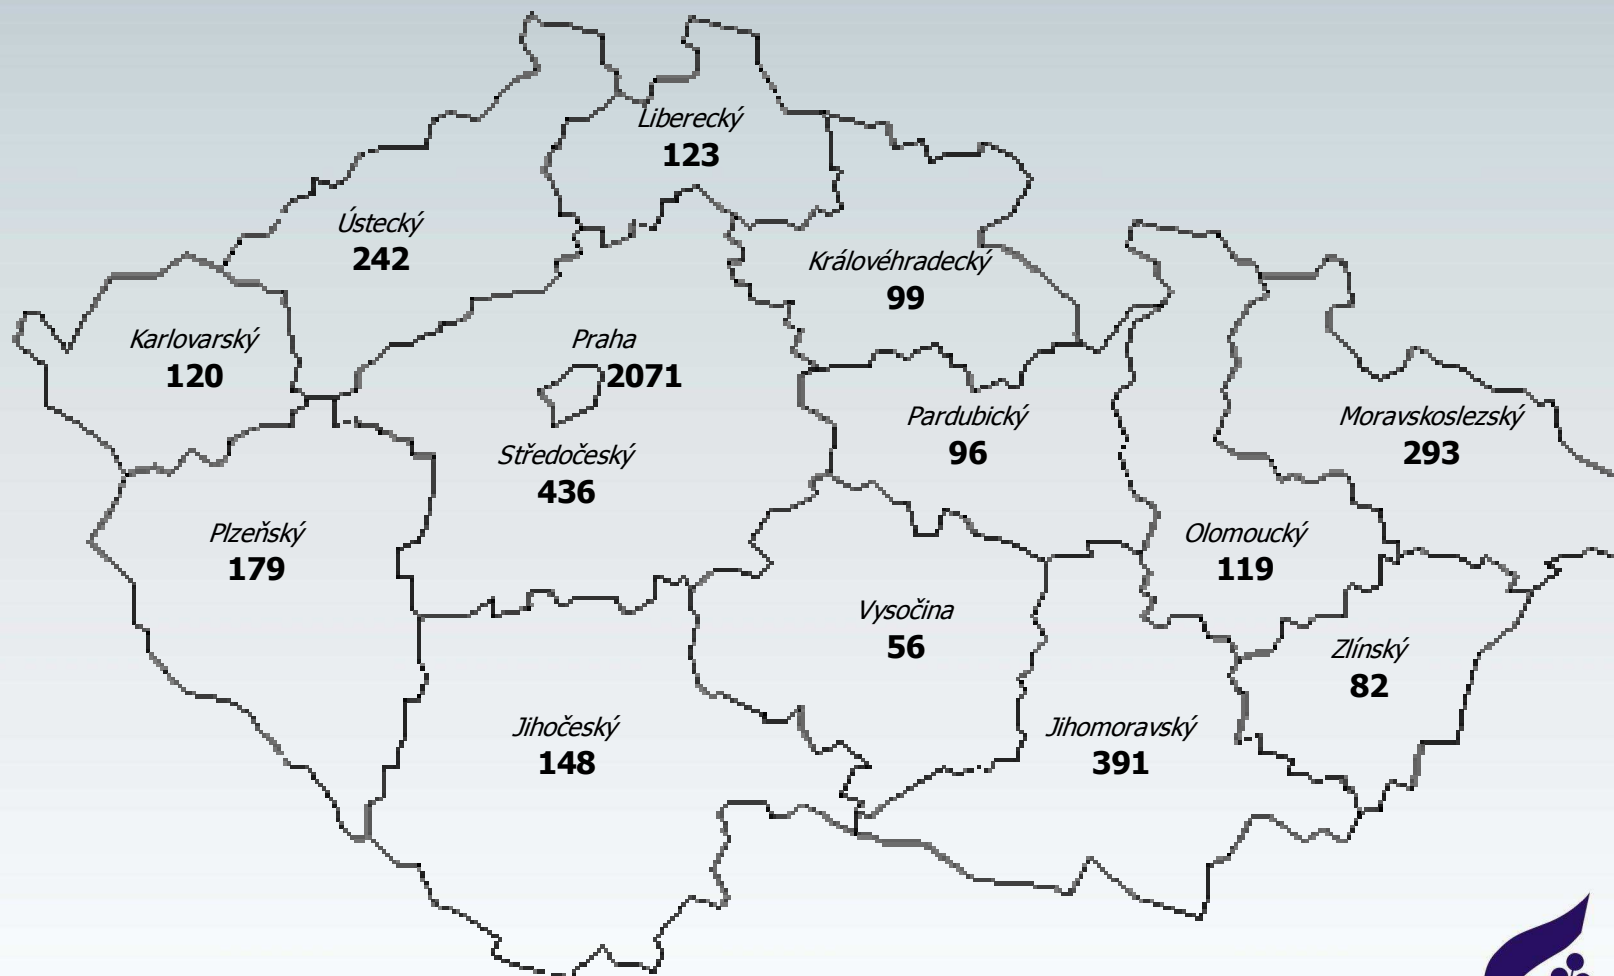 Liberecký
123
Ústecký
242
Královéhradecký
99
Karlovarský
120
Praha
2071
Pardubický
96
Moravskoslezský
293
Středočeský
436
Plzeňský
179
Olomoucký
119
Vysočina
56
Zlínský
82
Jihočeský
148
Jihomoravský
391